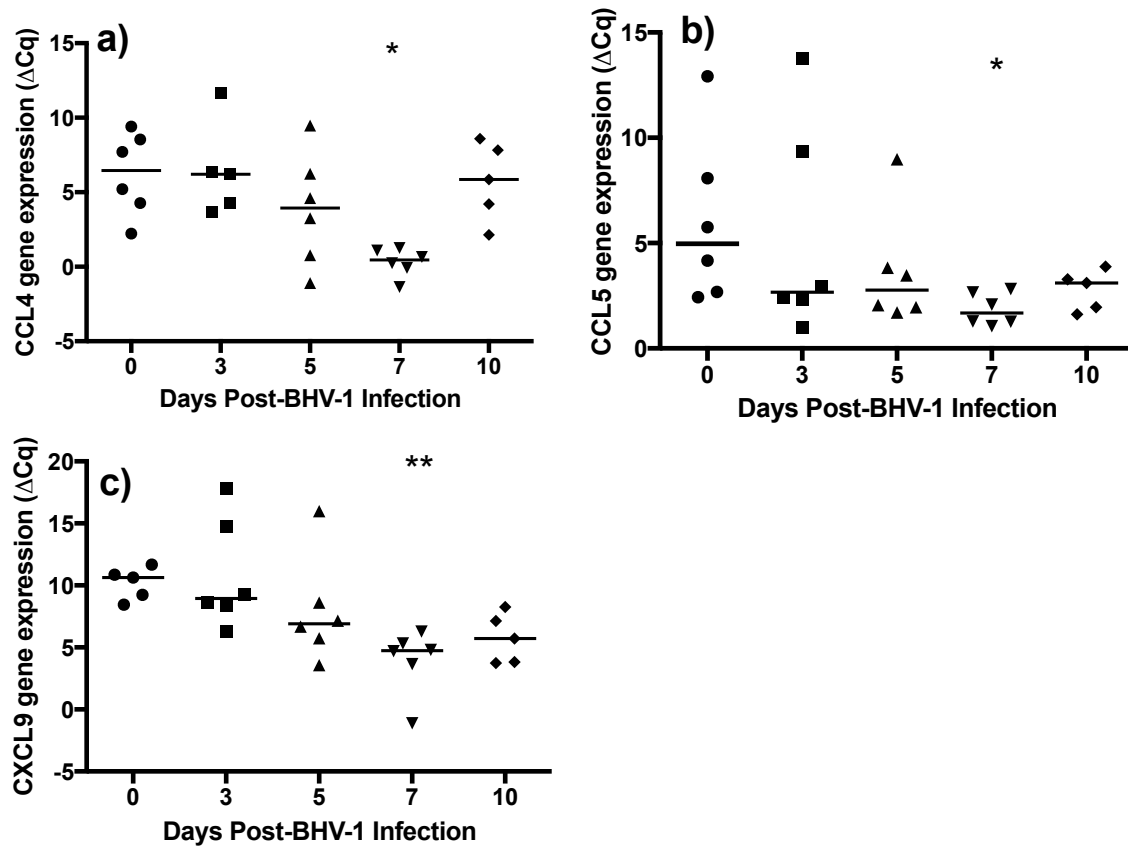 a)
*
CCL4 gene expression (ΔCq)
15
10
5
0
-5
0 3 5 7 10
Days Post-BHV-1 Infection
b)
*
CCL5 gene expression (ΔCq)
15
10
5
0
0 3 5 7 10
Days Post-BHV-1 Infection
c)
**
CXCL9 gene expression (ΔCq)
20
15
10
5
0
-5
0 3 5 7 10
Days Post-BHV-1 Infection